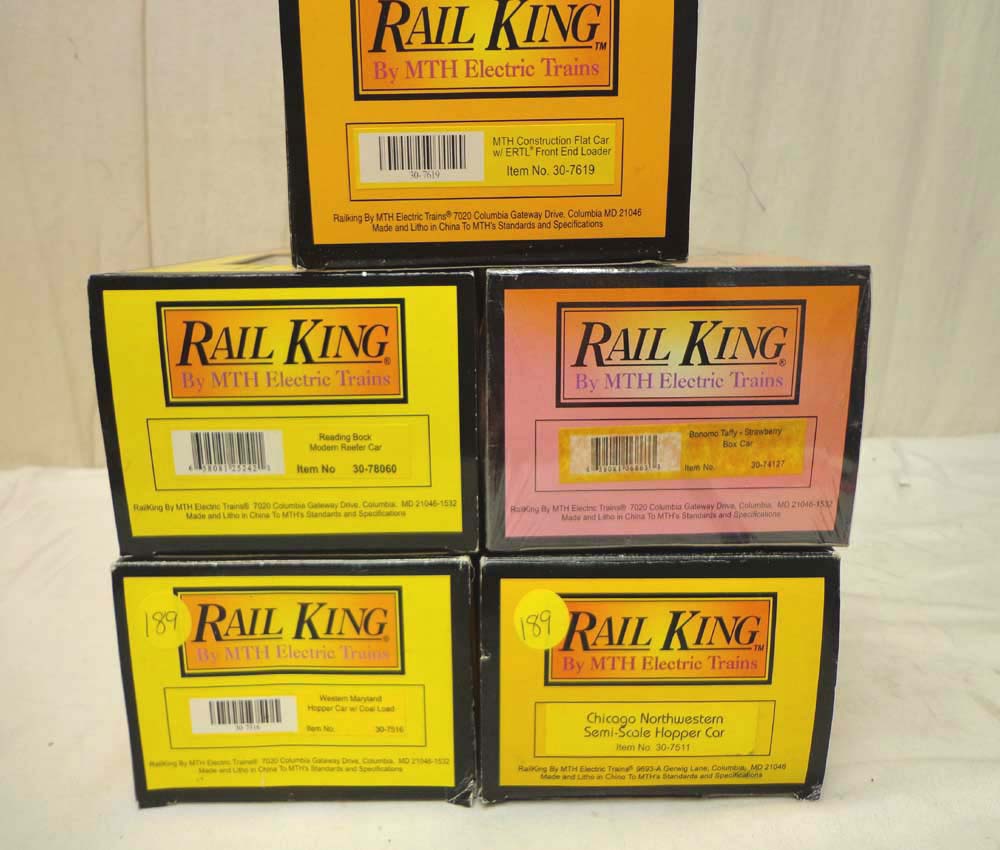 RAIL KING™
By MTH Electric Trains
30-7619
MTH Construction Flat Car
w/ ERTL® Front End Loader
Item No. 30-7619
Railking By MTH Electric Trains® 7020 Columbia Gateway Drive, Columbia MD 21046
Made and Litho in China To MTH's Standards and Specifications
RAIL KING®
By MTH Electric Trains
6 58081 25242 3
Reading Bock
Modern Reefer Car
Item No 30-78060
RailKing By MTH Electric Trains® 7020 Columbia Gateway Drive, Columbia, MD 21046-1532
Made and Litho in China To MTH's Standards and Specifications
RAIL KING®
By MTH Electric Trains
Bonomo Taffy - Strawberry
Box Car
Item No. 30-74127
RailKing By MTH Electric Trains® 7020 Columbia Gateway Drive, Columbia, MD 21046-1532
Made and Litho in China To MTH's Standards and Specifications
189
RAIL KING®
By MTH Electric Trains
30-7516
Western Maryland
Hopper Car w/ Coal Load
Item No. 30-7516
RailKing By MTH Electric Trains® 7020 Columbia Gateway Drive, Columbia, MD 21046-1532
Made and Litho in China To MTH's Standards and Specifications
189
RAIL KING™
By MTH Electric Trains
Chicago Northwestern
Semi-Scale Hopper Car
Item No. 30-7511
RailKing By MTH Electric Trains® 9693-A Gerwig Lane, Columbia, MD 21046
Made and Litho in China To MTH's Standards and Specifications